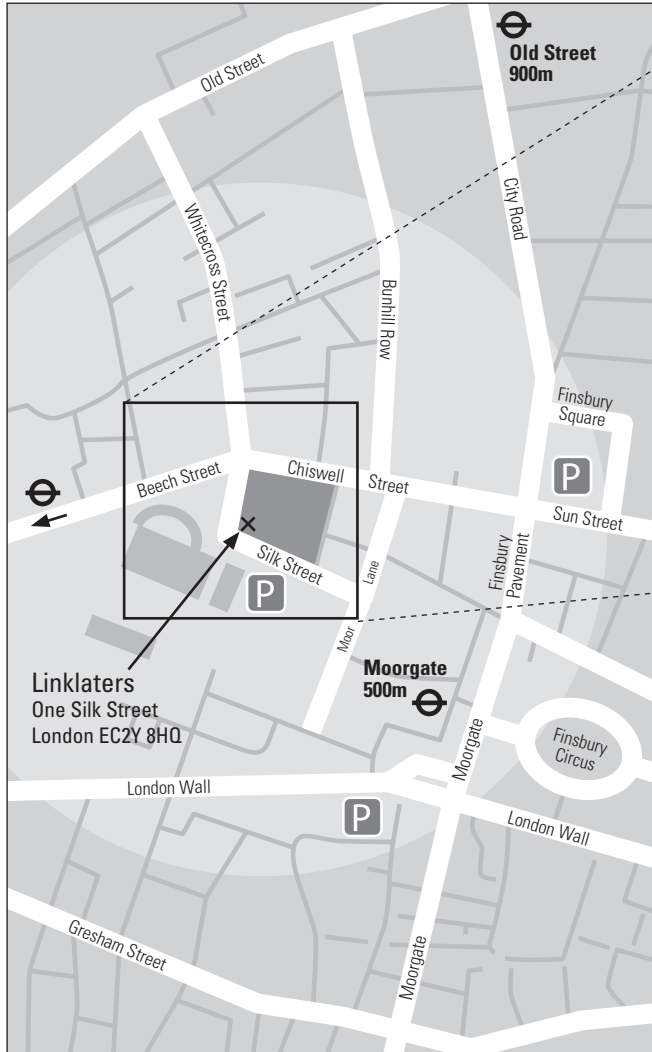 Old Street
900m
Old Street
City Road
Whitecross Street
Bunhill Row
Finsbury
Square
P
Beech Street
Chiswell
Street
Sun Street
Finsbury
Pavement
Silk Street
P
Lane
Moor
Linklaters
One Silk Street
London EC2Y 8HQ
Moorgate
500m
Moorgate
Finsbury
Circus
London Wall
P
London Wall
Gresham Street
Moorgate